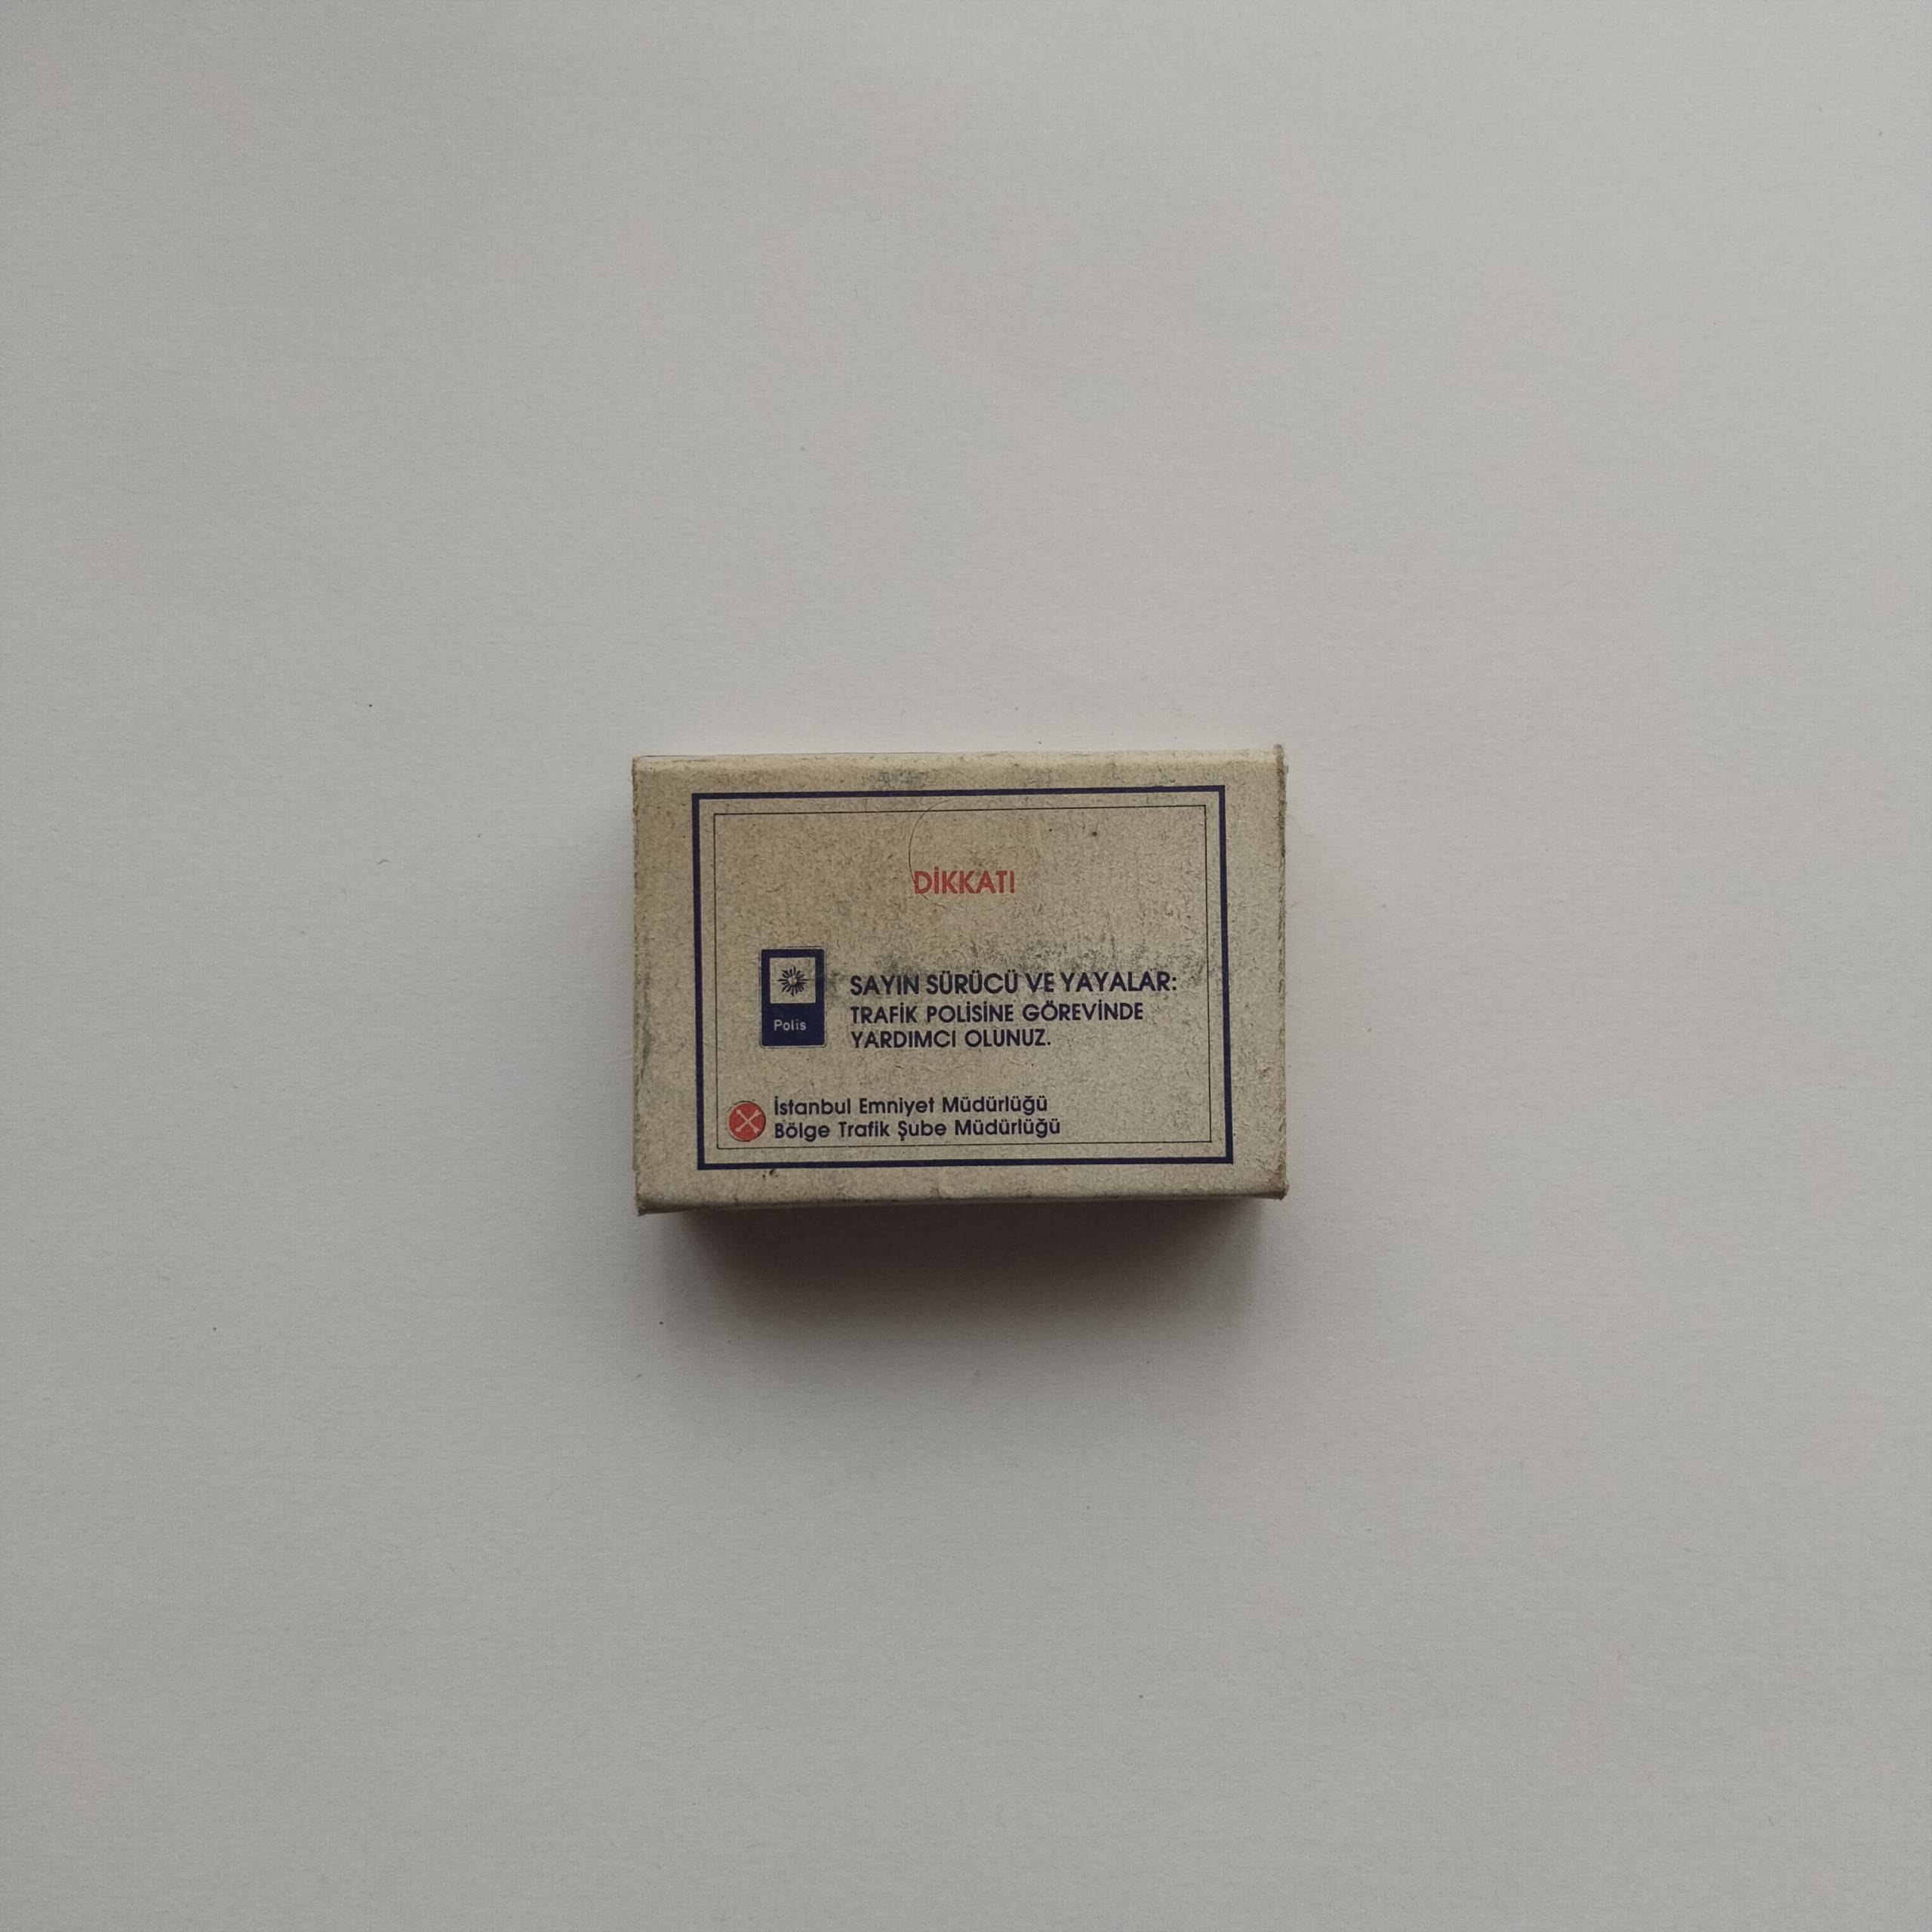 DİKKAT!
Polis
SAYIN SÜRÜCÜ VE YAYALAR:
TRAFİK POLİSİNE GÖREVİNDE
YARDIMCI OLUNUZ.
İstanbul Emniyet Müdürlüğü
Bölge Trafik Şube Müdürlüğü